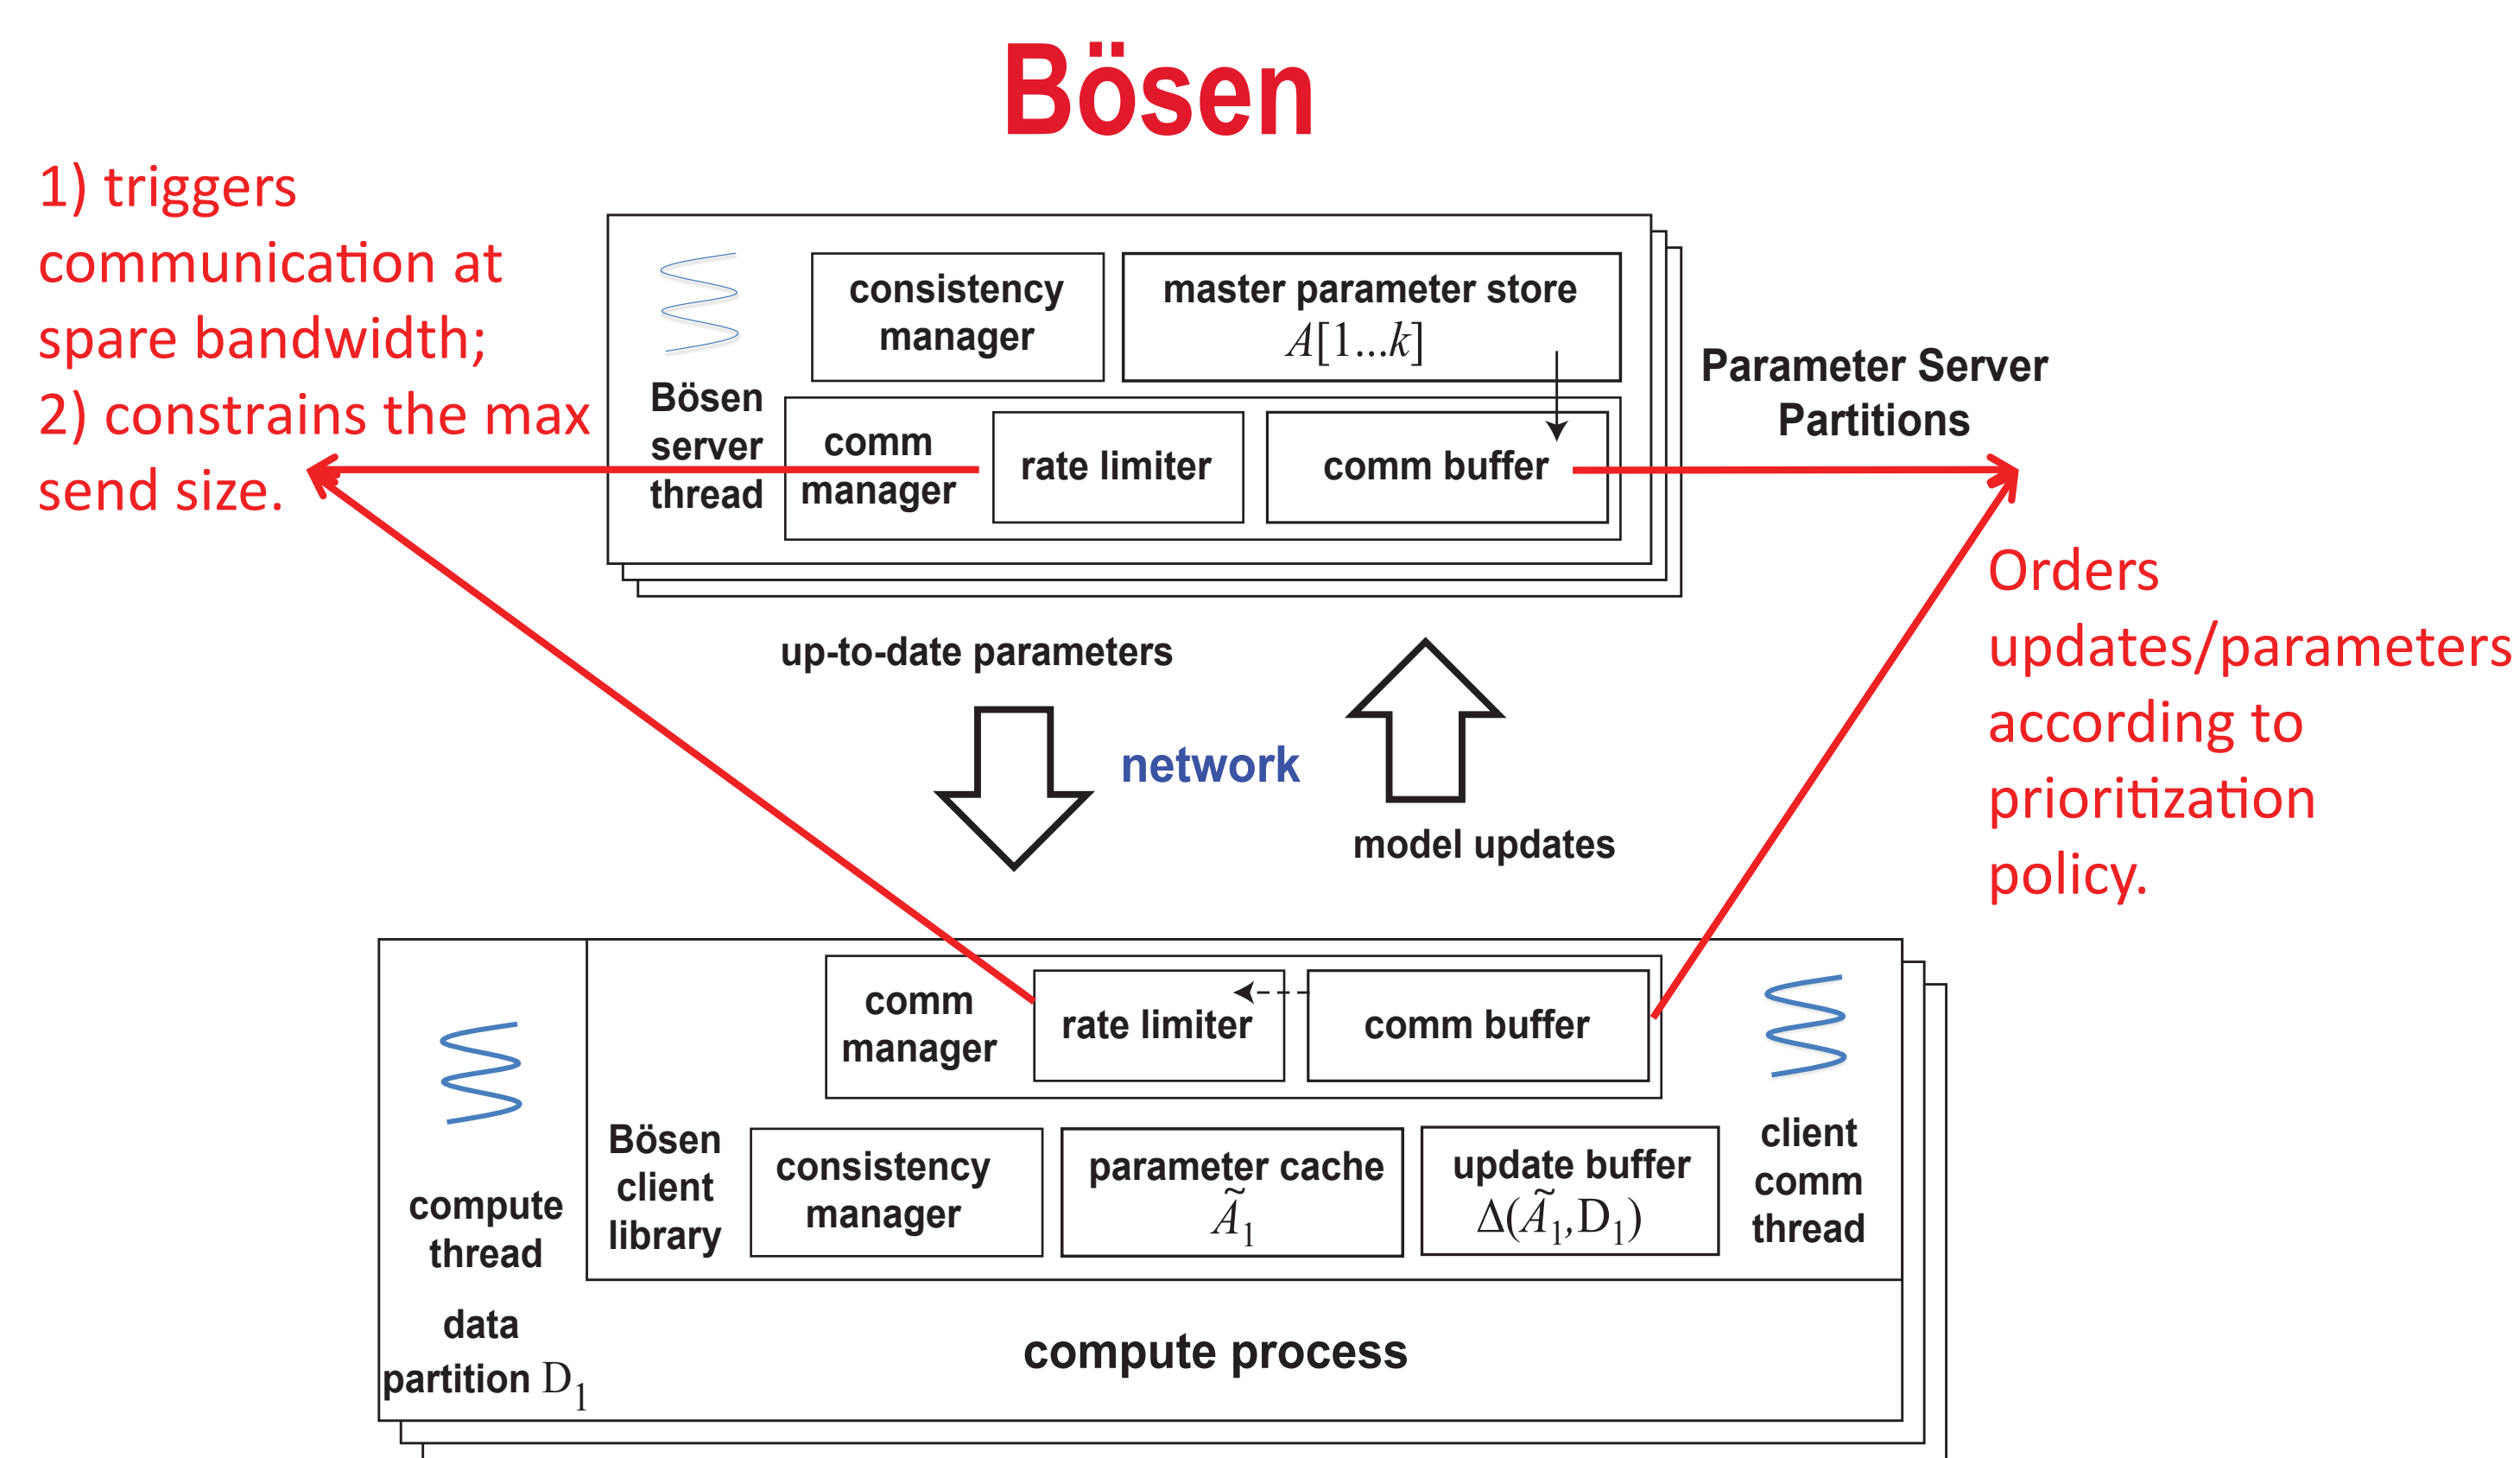 Bösen
1) triggers
communication at
spare bandwidth;
2) constrains the max
send size.
consistency
manager
master parameter store
A[1...k]
Bösen
server
thread
comm
manager
rate limiter
comm buffer
Parameter Server
Partitions
Orders
updates/parameters
according to
prioritization
policy.
up-to-date parameters
network
model updates
comm
manager
rate limiter
comm buffer
compute
thread
Bösen
client
library
consistency
manager
parameter cache
Ã₁
update buffer
Δ(Ã₁,D₁)
client
comm
thread
data
partition D₁
compute process